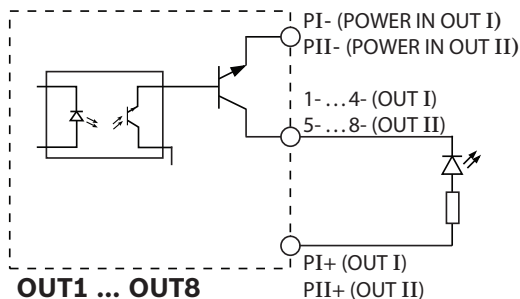 PI- (POWER IN OUT I)
PII- (POWER IN OUT II)
1-...4- (OUT I)
5-...8- (OUT II)
PI+ (OUT I)
PII+ (OUT II)
OUT1 ... OUT8